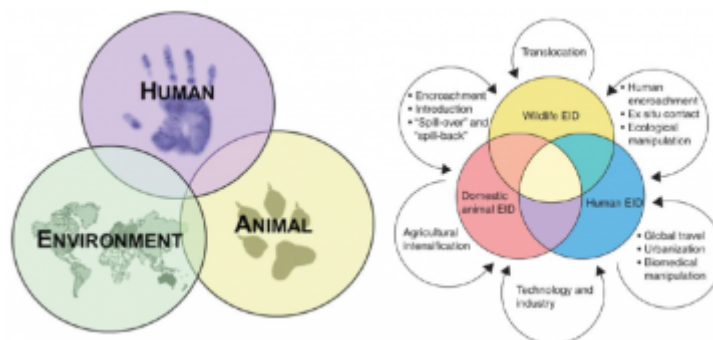 HUMAN
ENVIRONMENT
ANIMAL
Translocation
• Encroachment
• Introduction
• "Spill-over" and
"spill-back"
• Human
encroachment
• Ex situ contact
• Ecological
manipulation
Wildlife EID
Domestic
animal EID
Human EID
Agricultural
intensification
• Global travel
• Urbanization
• Biomedical
manipulation
Technology and
industry